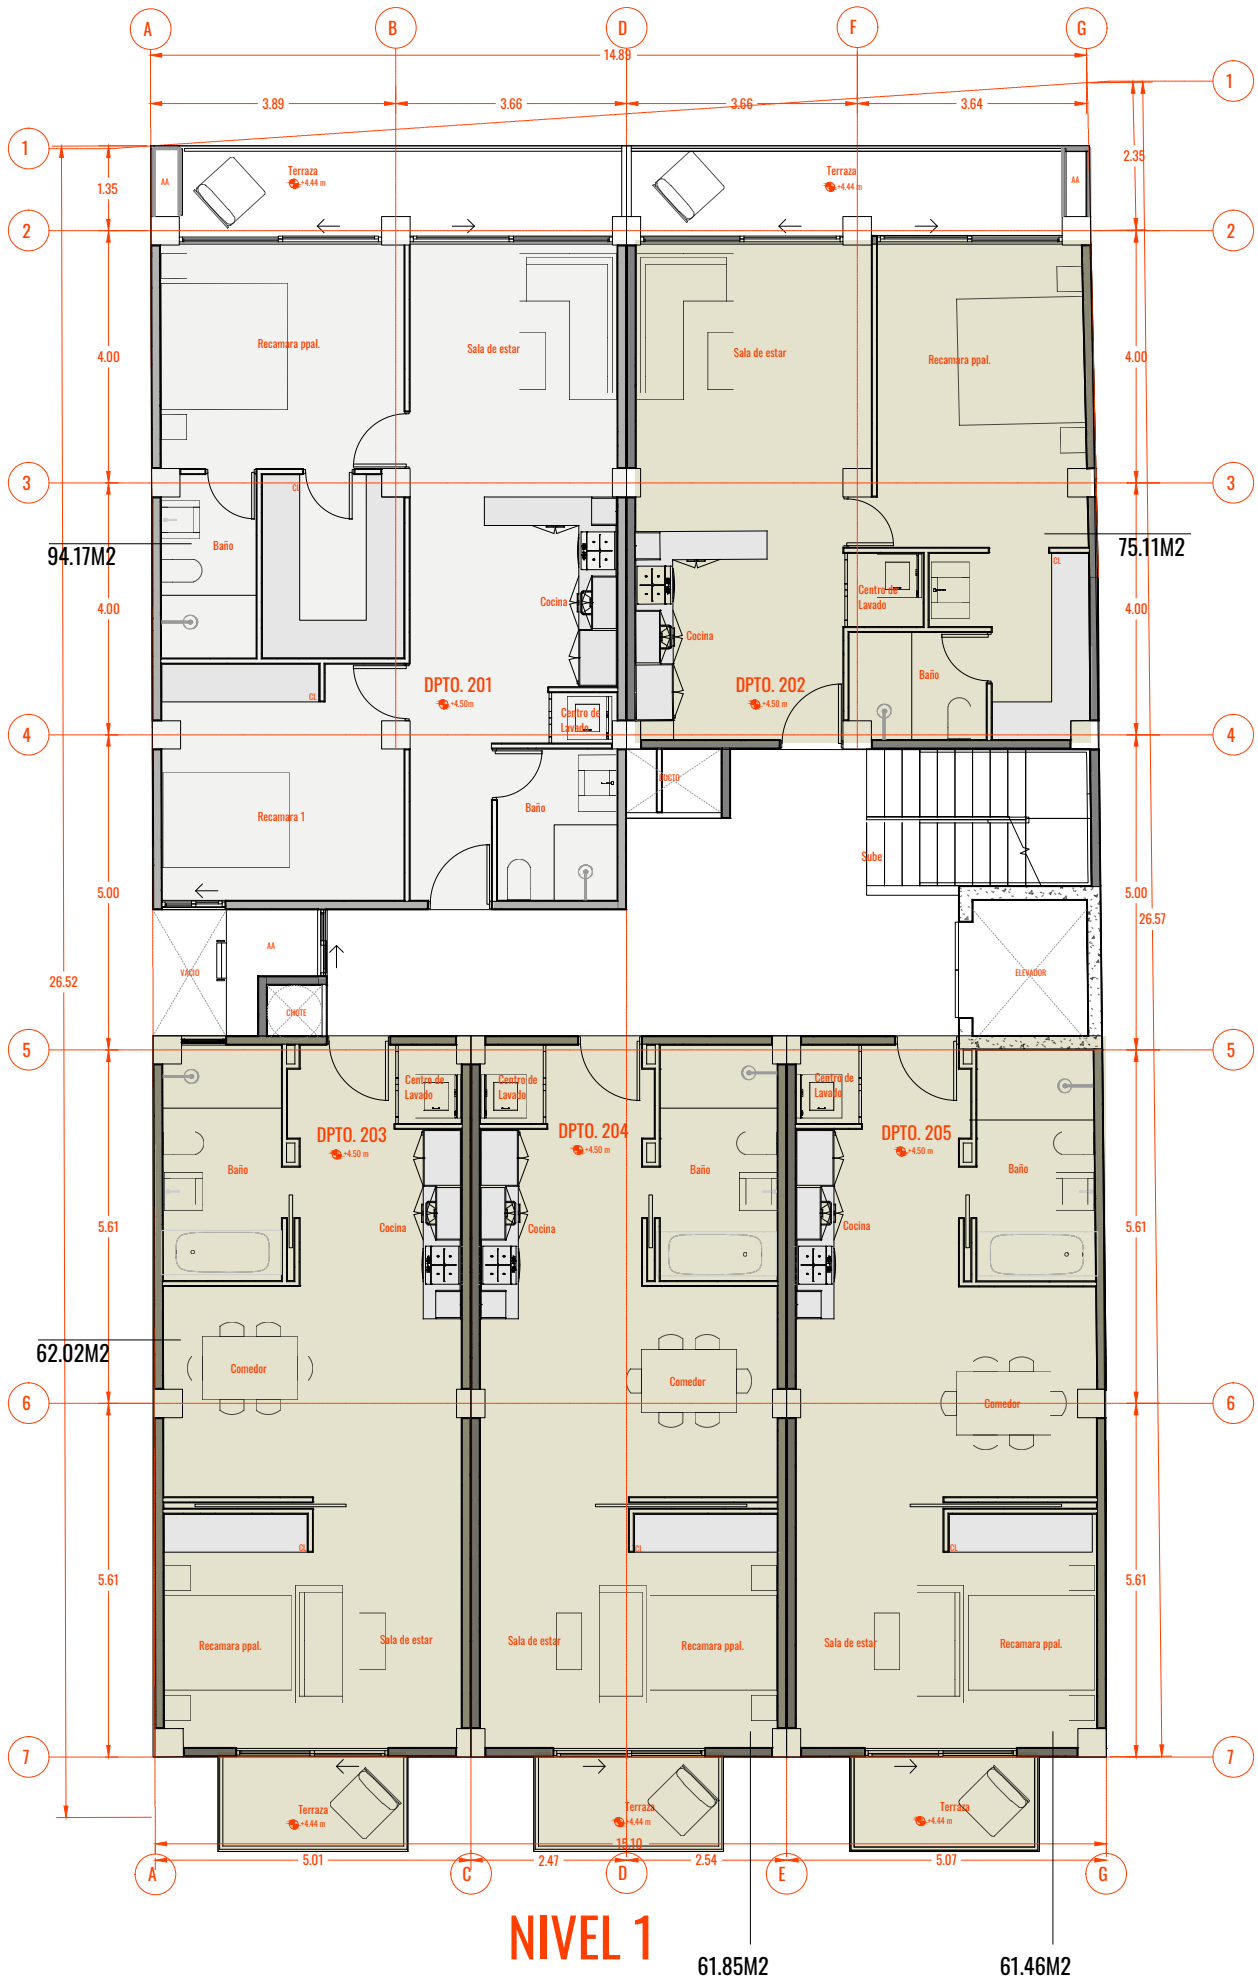 A B D F G
14.89
1
3.89 3.66 3.66 3.64
1
2.35
Terraza
+4.44 m
Terraza
+4.44 m
AA
AA
1.35
2
2
Recamara ppal.
Sala de estar
Sala de estar
Recamara ppal.
4.00
4.00
3
3
CL
Baño
94.17M2
75.11M2
CL
Cocina
Centro de
Lavado
4.00
4.00
Cocina
DPTO. 201
+4.50m
DPTO. 202
+4.50 m
Baño
CL
Centro de
Lavado
4
4
DUCTO
Recamara 1
Baño
Sube
5.00
5.00
26.57
AA
VACIO
ELEVADOR
26.52
CHUTE
5
5
Centro de
Lavado
Centro de
Lavado
Centro de
Lavado
DPTO. 203
+4.50 m
DPTO. 204
+4.50 m
DPTO. 205
+4.50 m
Baño
Baño
Baño
5.61
5.61
Cocina
Cocina
Cocina
62.02M2
Comedor
Comedor
Comedor
6
6
CL
CL
CL
5.61
5.61
Recamara ppal.
Sala de estar
Sala de estar
Recamara ppal.
Sala de estar
Recamara ppal.
7
7
Terraza
+4.44 m
Terraza
+4.44 m
Terraza
+4.44 m
15.10
5.01 2.47 2.54 5.07
A C D E G
NIVEL 1
61.85M2
61.46M2